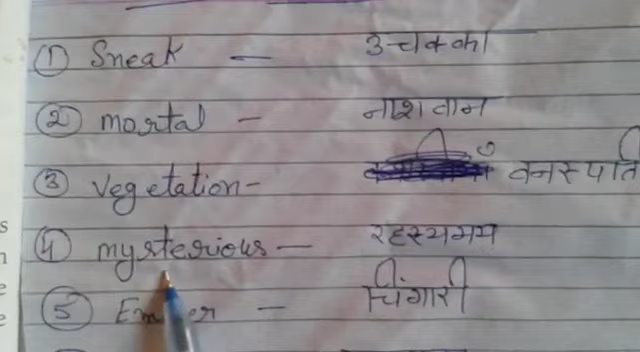 ① Sneak - उचक्का
② mortal - नाशवान
③ Vegetation - वनस्पति
④ mysterious - रहस्यमय
⑤ - चिंगारी